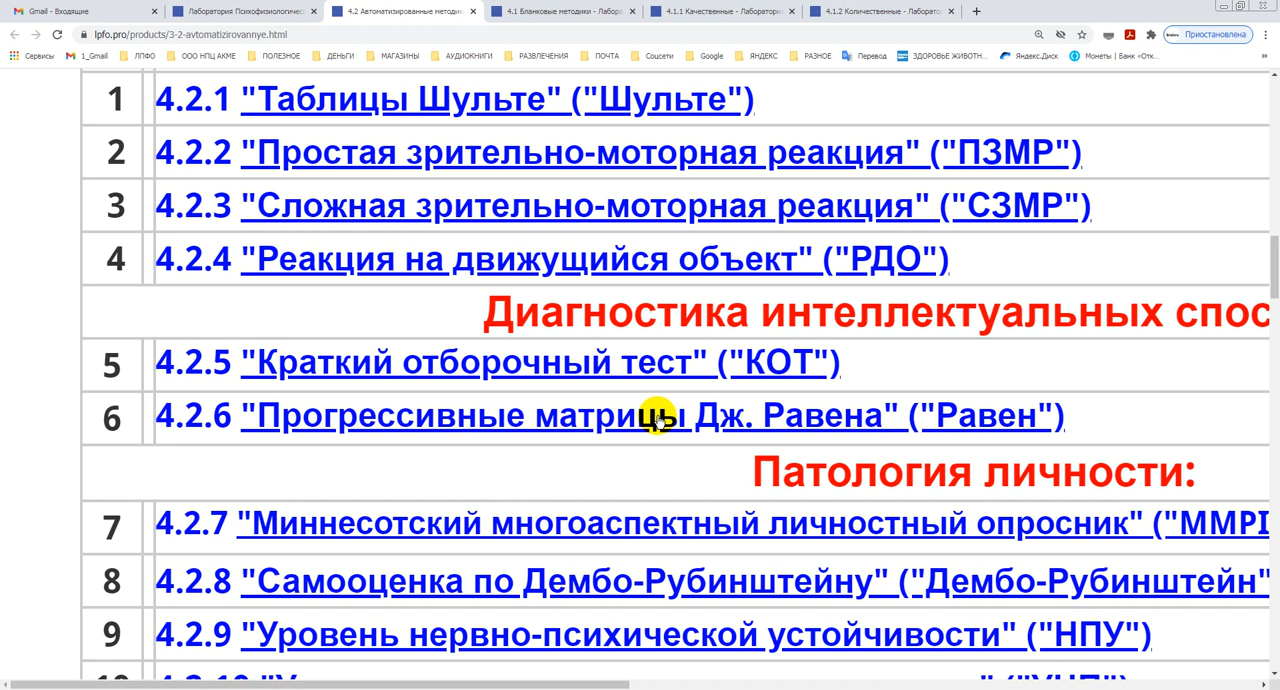 Gmail - Входящие
Лаборатория Психофизиологичес
4.2 Автоматизированные методик
4.1 Бланковые методики - Лабора
4.1.1 Качественные - Лаборатори
4.1.2 Количественные - Лаборатор
lpfo.pro/products/3-2-avtomatizirovannye.html
Приостановлена
Сервисы
1_Gmail
ЛПФО
ООО НПЦ АКМЕ
ПОЛЕЗНОЕ
ДЕНЬГИ
МАГАЗИНЫ
АУДИОКНИГИ
РАЗВЛЕЧЕНИЯ
ПОЧТА
Соцсети
Google
ЯНДЕКС
РАЗНОЕ
Перевод
ЗДОРОВЬЕ ЖИВОТН...
Яндекс.Диск
Монеты | Банк «Отк...
1 4.2.1 "Таблицы Шульте" ("Шульте")
2 4.2.2 "Простая зрительно-моторная реакция" ("ПЗМР")
3 4.2.3 "Сложная зрительно-моторная реакция" ("СЗМР")
4 4.2.4 "Реакция на движущийся объект" ("РДО")
Диагностика интеллектуальных спос
5 4.2.5 "Краткий отборочный тест" ("КОТ")
6 4.2.6 "Прогрессивные матрицы Дж. Равена" ("Равен")
Патология личности:
7 4.2.7 "Миннесотский многоаспектный личностный опросник" ("MMPI
8 4.2.8 "Самооценка по Дембо-Рубинштейну" ("Дембо-Рубинштейн"
9 4.2.9 "Уровень нервно-психической устойчивости" ("НПУ")